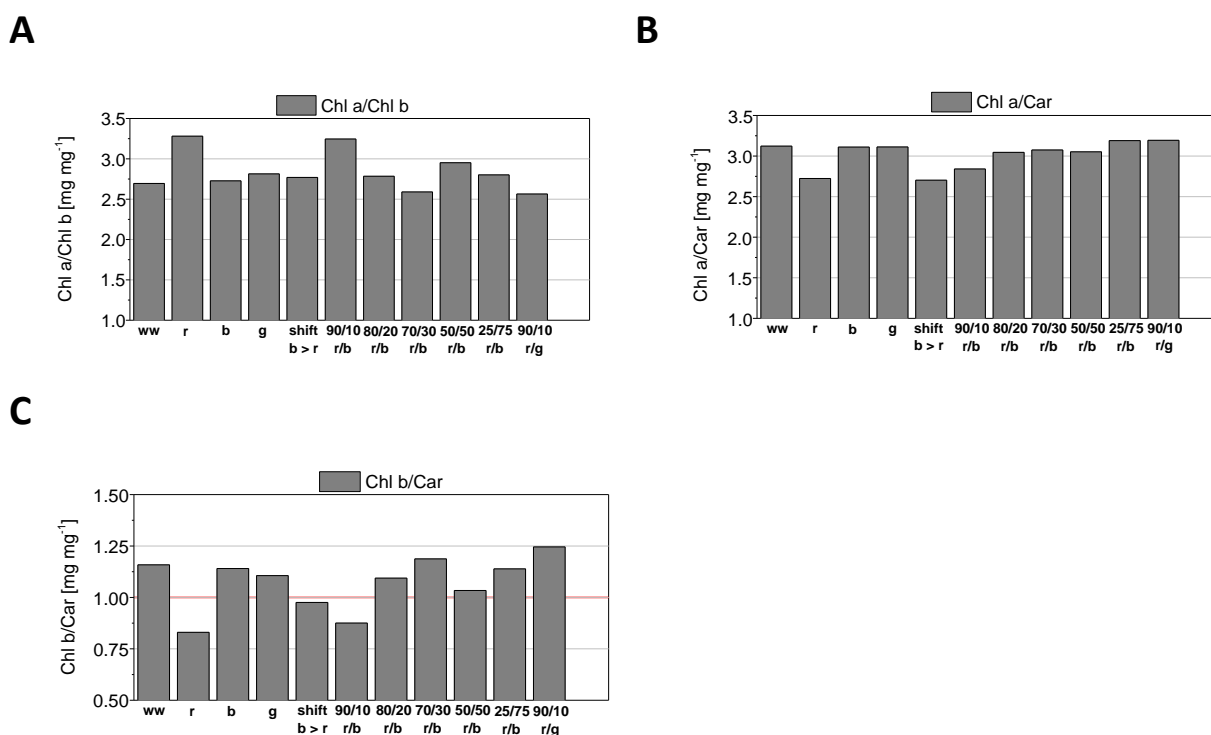 A
Chl a/Chl b
Chl a/Chl b [mg mg⁻¹]
3.5
3.0
2.5
2.0
1.5
1.0
ww r b g shift 90/10 80/20 70/30 50/50 25/75 90/10
b > r r/b r/b r/b r/b r/b r/g
B
Chl a/Car
Chl a/Car [mg mg⁻¹]
3.5
3.0
2.5
2.0
1.5
1.0
ww r b g shift 90/10 80/20 70/30 50/50 25/75 90/10
b > r r/b r/b r/b r/b r/b r/g
C
Chl b/Car
Chl b/Car [mg mg⁻¹]
1.50
1.25
1.00
0.75
0.50
ww r b g shift 90/10 80/20 70/30 50/50 25/75 90/10
b > r r/b r/b r/b r/b r/b r/g